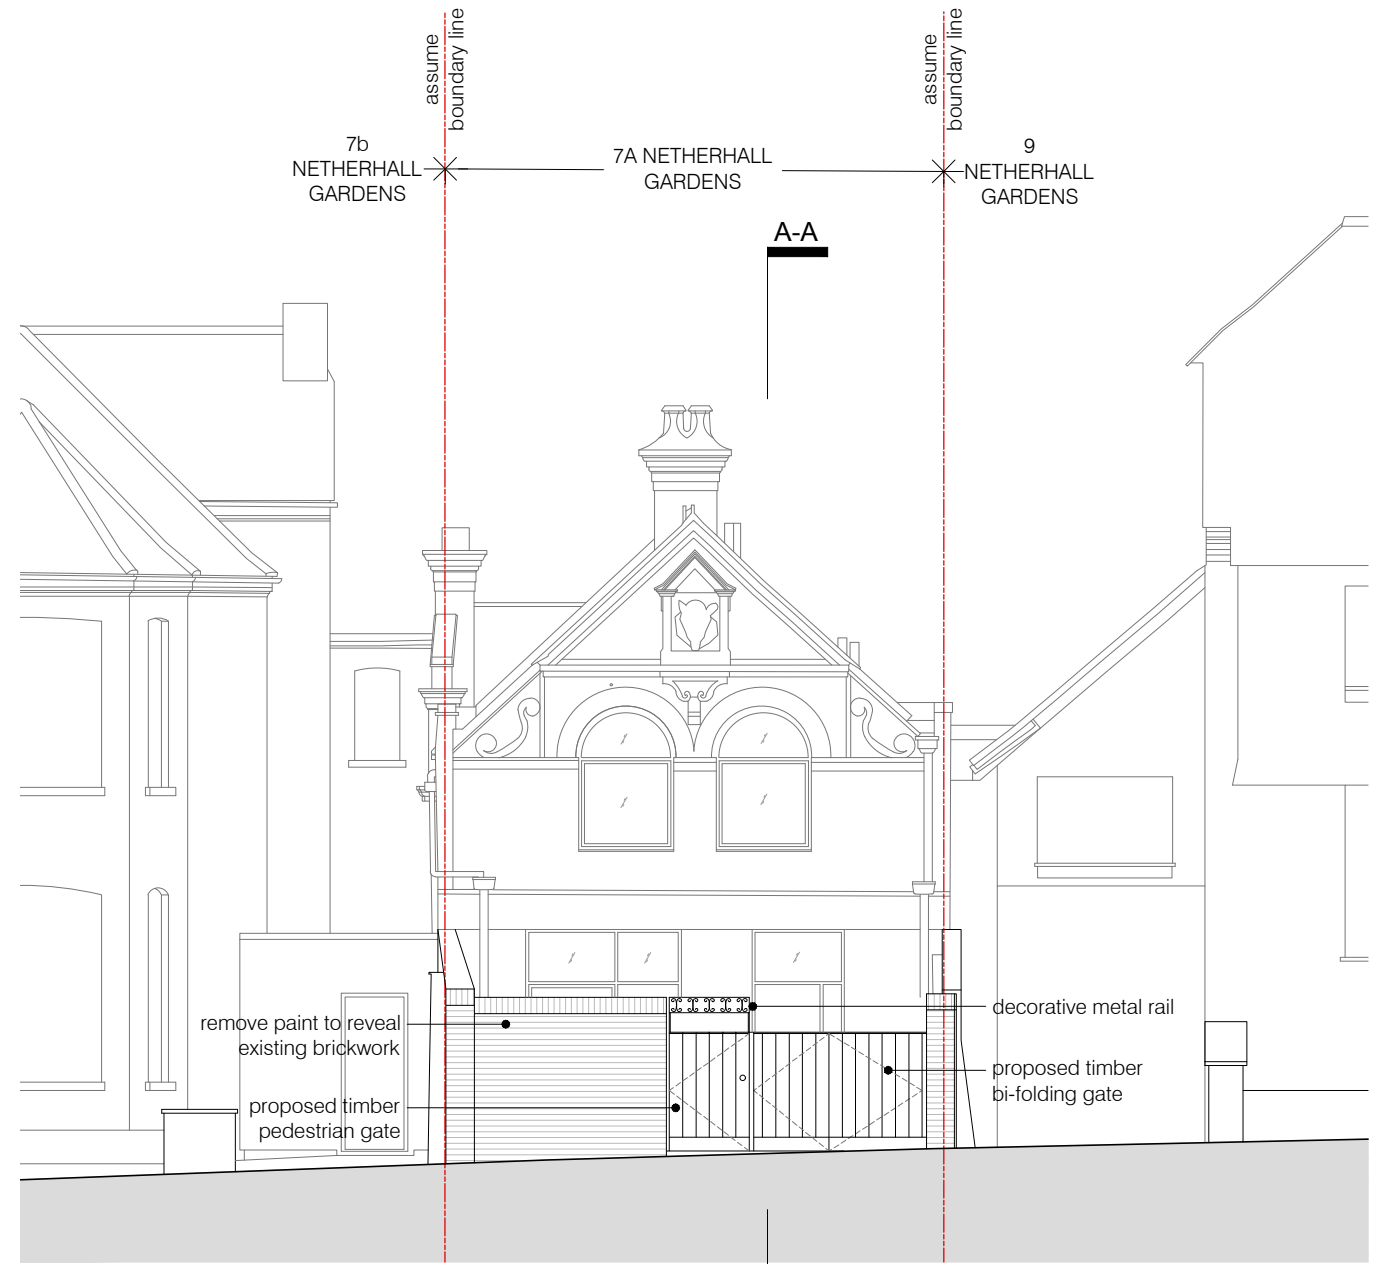 assume
boundary line
assume
boundary line
7b
NETHERHALL
GARDENS
7A NETHERHALL
GARDENS
9
NETHERHALL
GARDENS
A-A
decorative metal rail
remove paint to reveal
existing brickwork
proposed timber
bi-folding gate
proposed timber
pedestrian gate